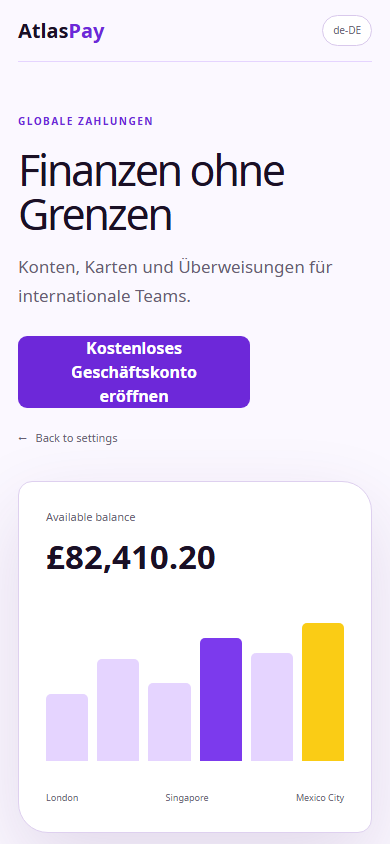 AtlasPay
de-DE
GLOBALE ZAHLUNGEN
Finanzen ohne
Grenzen
Konten, Karten und Überweisungen für
internationale Teams.
Kostenloses
Geschäftskonto
eröffnen
← Back to settings
Available balance
£82,410.20
London
Singapore
Mexico City